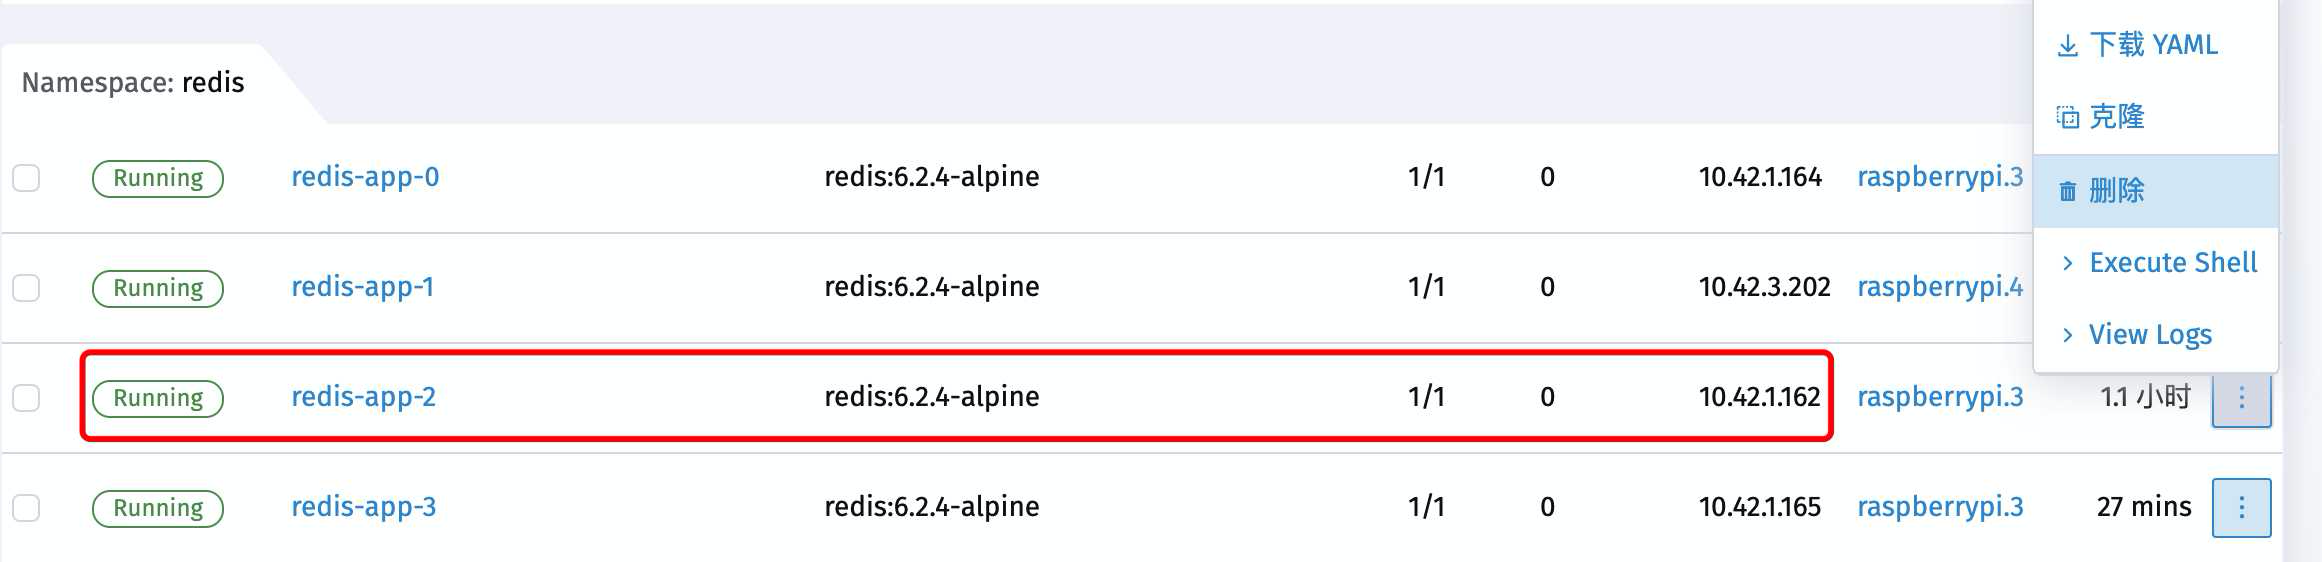 Namespace: redis
下载 YAML
克隆
Running redis-app-0 redis:6.2.4-alpine 1/1 0 10.42.1.164 raspberrypi.3
删除
Execute Shell
Running redis-app-1 redis:6.2.4-alpine 1/1 0 10.42.3.202 raspberrypi.4
View Logs
Running redis-app-2 redis:6.2.4-alpine 1/1 0 10.42.1.162 raspberrypi.3 1.1 小时
Running redis-app-3 redis:6.2.4-alpine 1/1 0 10.42.1.165 raspberrypi.3 27 mins